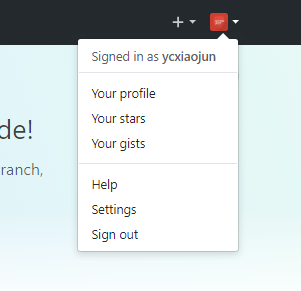 Signed in as ycxiaojun
de!
Your profile
Your stars
ranch,
Your gists
Help
Settings
Sign out